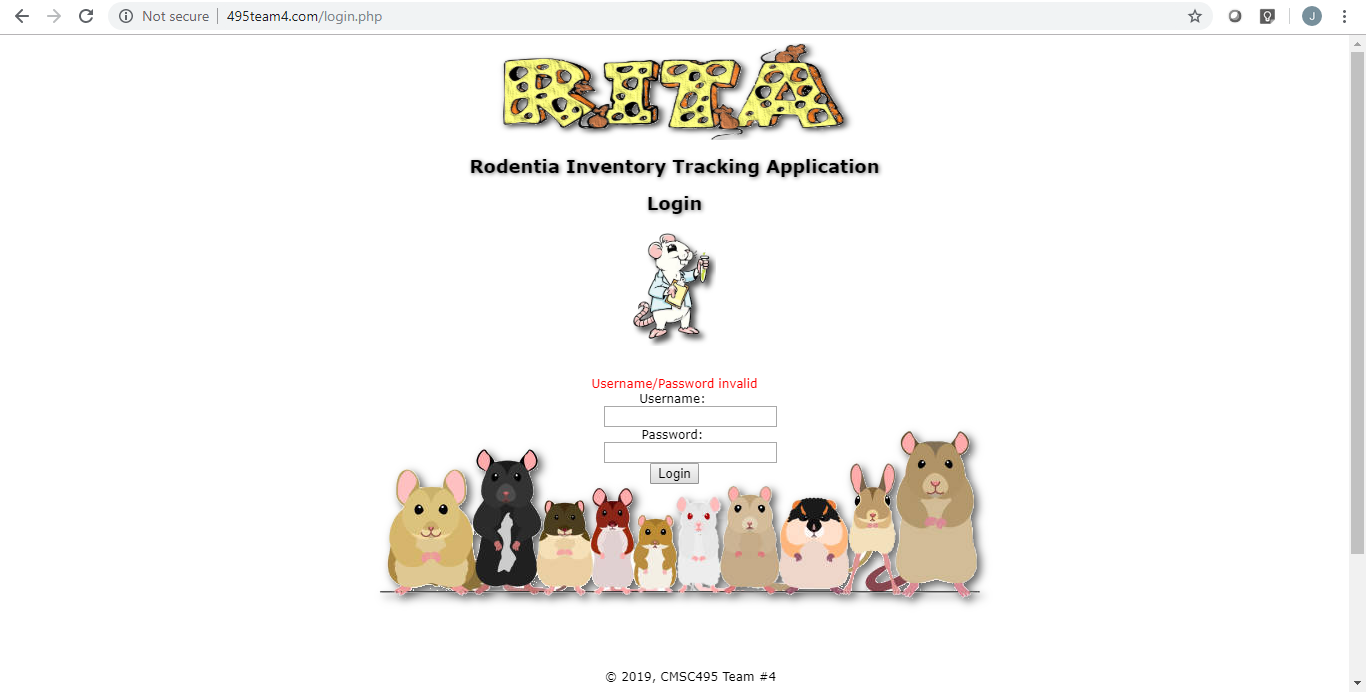 Not secure | 495team4.com/login.php
J
RITA
Rodentia Inventory Tracking Application
Login
Username/Password invalid
Username:
Password:
Login
© 2019, CMSC495 Team #4